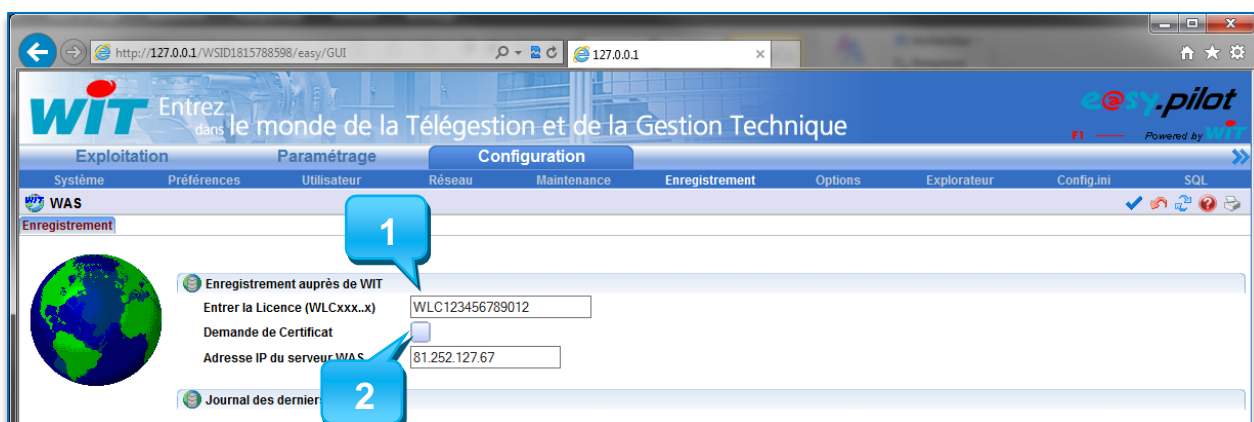 http://127.0.0.1/WSID1815788598/easy/GUI
127.0.0.1
WiT Entrez
dans le monde de la Télégestion et de la Gestion Technique
e@sy.pilot
F1 Powered by WiT
Exploitation Paramétrage Configuration
Système Préférences Utilisateur Réseau Maintenance Enregistrement Options Explorateur Config.ini SQL
WAS
Enregistrement
1
Enregistrement auprès de WIT
Entrer la Licence (WLCxxx..x) WLC123456789012
Demande de Certificat
Adresse IP du serveur WAS 81.252.127.67
2
Journal des